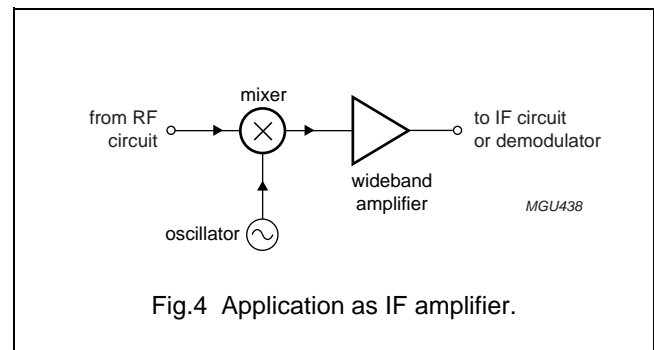 mixer
from RF
circuit
to IF circuit
or demodulator
wideband
amplifier
MGU438
oscillator
Fig.4 Application as IF amplifier.